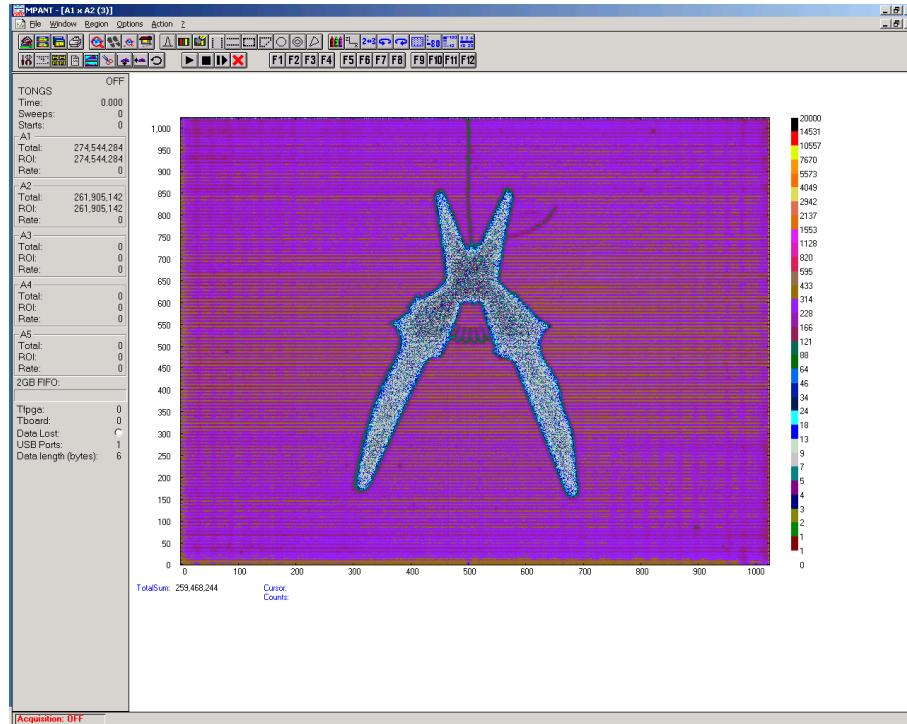 MPANT - [A1 x A2 (3)]
File Window Region Options Action ?
F1 F2 F3 F4 F5 F6 F7 F8 F9 F10 F11 F12
OFF
TONGS
Time: 0.000
Sweeps: 0
Starts: 0
A1
Total: 274,544,284
ROI: 274,544,284
Rate: 0
A2
Total: 261,905,142
ROI: 261,905,142
Rate: 0
A3
Total: 0
ROI: 0
Rate: 0
A4
Total: 0
ROI: 0
Rate: 0
A5
Total: 0
ROI: 0
Rate: 0
2GB FIFO:
Tfpga: 0
Tboard: 0
Data Lost:
USB Ports: 1
Data length (bytes): 6
1,000
950
900
850
800
750
700
650
600
550
500
450
400
350
300
250
200
150
100
50
0
0 100 200 300 400 500 600 700 800 900 1000
20000
14531
10557
7670
5573
4049
2942
2137
1553
1128
820
595
433
314
228
166
121
88
64
46
34
24
18
13
9
7
5
4
3
2
1
1
0
TotalSum: 259,468,244
Cursor:
Counts:
Acquisition: OFF